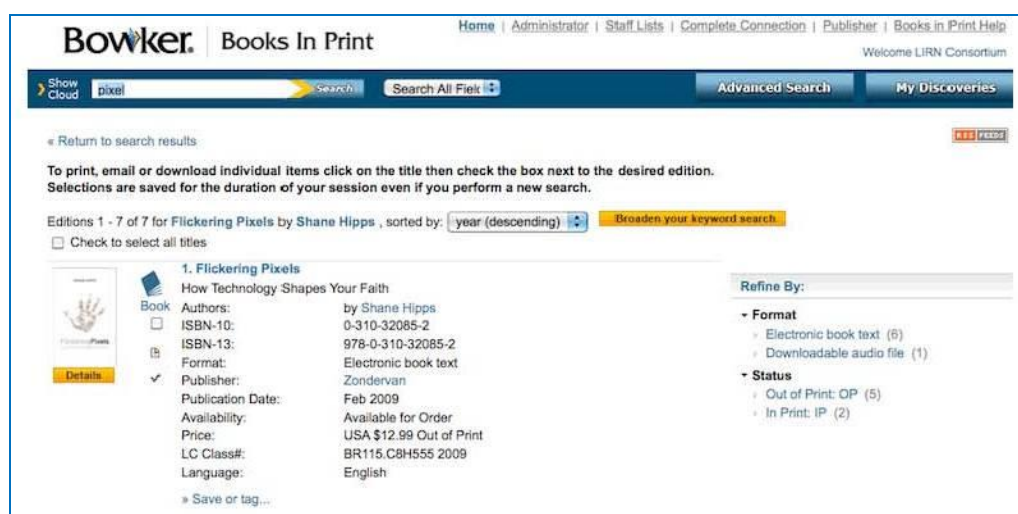 Home | Administrator | Staff Lists | Complete Connection | Publisher | Books in Print Help
Bowker. Books In Print
Welcome LIRN Consortium
Show Cloud pixel Search Search All Fiel Advanced Search My Discoveries
« Return to search results RSS FEEDS
To print, email or download individual items click on the title then check the box next to the desired edition.
Selections are saved for the duration of your session even if you perform a new search.
Editions 1 - 7 of 7 for Flickering Pixels by Shane Hipps , sorted by: year (descending) Broaden your keyword search
Check to select all titles
1. Flickering Pixels
How Technology Shapes Your Faith
Book
Authors: by Shane Hipps
ISBN-10: 0-310-32085-2
ISBN-13: 978-0-310-32085-2
Format: Electronic book text
Details
Publisher: Zondervan
Publication Date: Feb 2009
Availability: Available for Order
Price: USA $12.99 Out of Print
LC Class#: BR115.C8H555 2009
Language: English
» Save or tag...
Refine By:
Format
Electronic book text (6)
Downloadable audio file (1)
Status
Out of Print: OP (5)
In Print: IP (2)